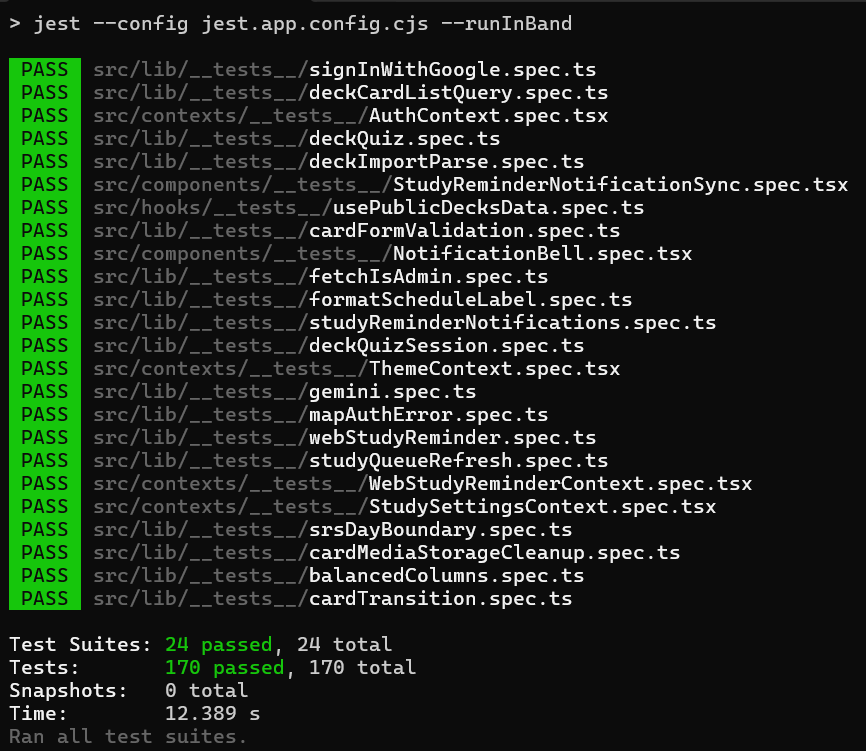 > jest --config jest.app.config.cjs --runInBand
PASS src/lib/__tests__/signInWithGoogle.spec.ts
PASS src/lib/__tests__/deckCardListQuery.spec.ts
PASS src/contexts/__tests__/AuthContext.spec.tsx
PASS src/lib/__tests__/deckQuiz.spec.ts
PASS src/lib/__tests__/deckImportParse.spec.ts
PASS src/components/__tests__/StudyReminderNotificationSync.spec.tsx
PASS src/hooks/__tests__/usePublicDecksData.spec.ts
PASS src/lib/__tests__/cardFormValidation.spec.ts
PASS src/components/__tests__/NotificationBell.spec.tsx
PASS src/lib/__tests__/fetchIsAdmin.spec.ts
PASS src/lib/__tests__/formatScheduleLabel.spec.ts
PASS src/lib/__tests__/studyReminderNotifications.spec.ts
PASS src/lib/__tests__/deckQuizSession.spec.ts
PASS src/contexts/__tests__/ThemeContext.spec.tsx
PASS src/lib/__tests__/gemini.spec.ts
PASS src/lib/__tests__/mapAuthError.spec.ts
PASS src/lib/__tests__/webStudyReminder.spec.ts
PASS src/lib/__tests__/studyQueueRefresh.spec.ts
PASS src/contexts/__tests__/WebStudyReminderContext.spec.tsx
PASS src/contexts/__tests__/StudySettingsContext.spec.tsx
PASS src/lib/__tests__/srsDayBoundary.spec.ts
PASS src/lib/__tests__/cardMediaStorageCleanup.spec.ts
PASS src/lib/__tests__/balancedColumns.spec.ts
PASS src/lib/__tests__/cardTransition.spec.ts
Test Suites: 24 passed, 24 total
Tests: 170 passed, 170 total
Snapshots: 0 total
Time: 12.389 s
Ran all test suites.